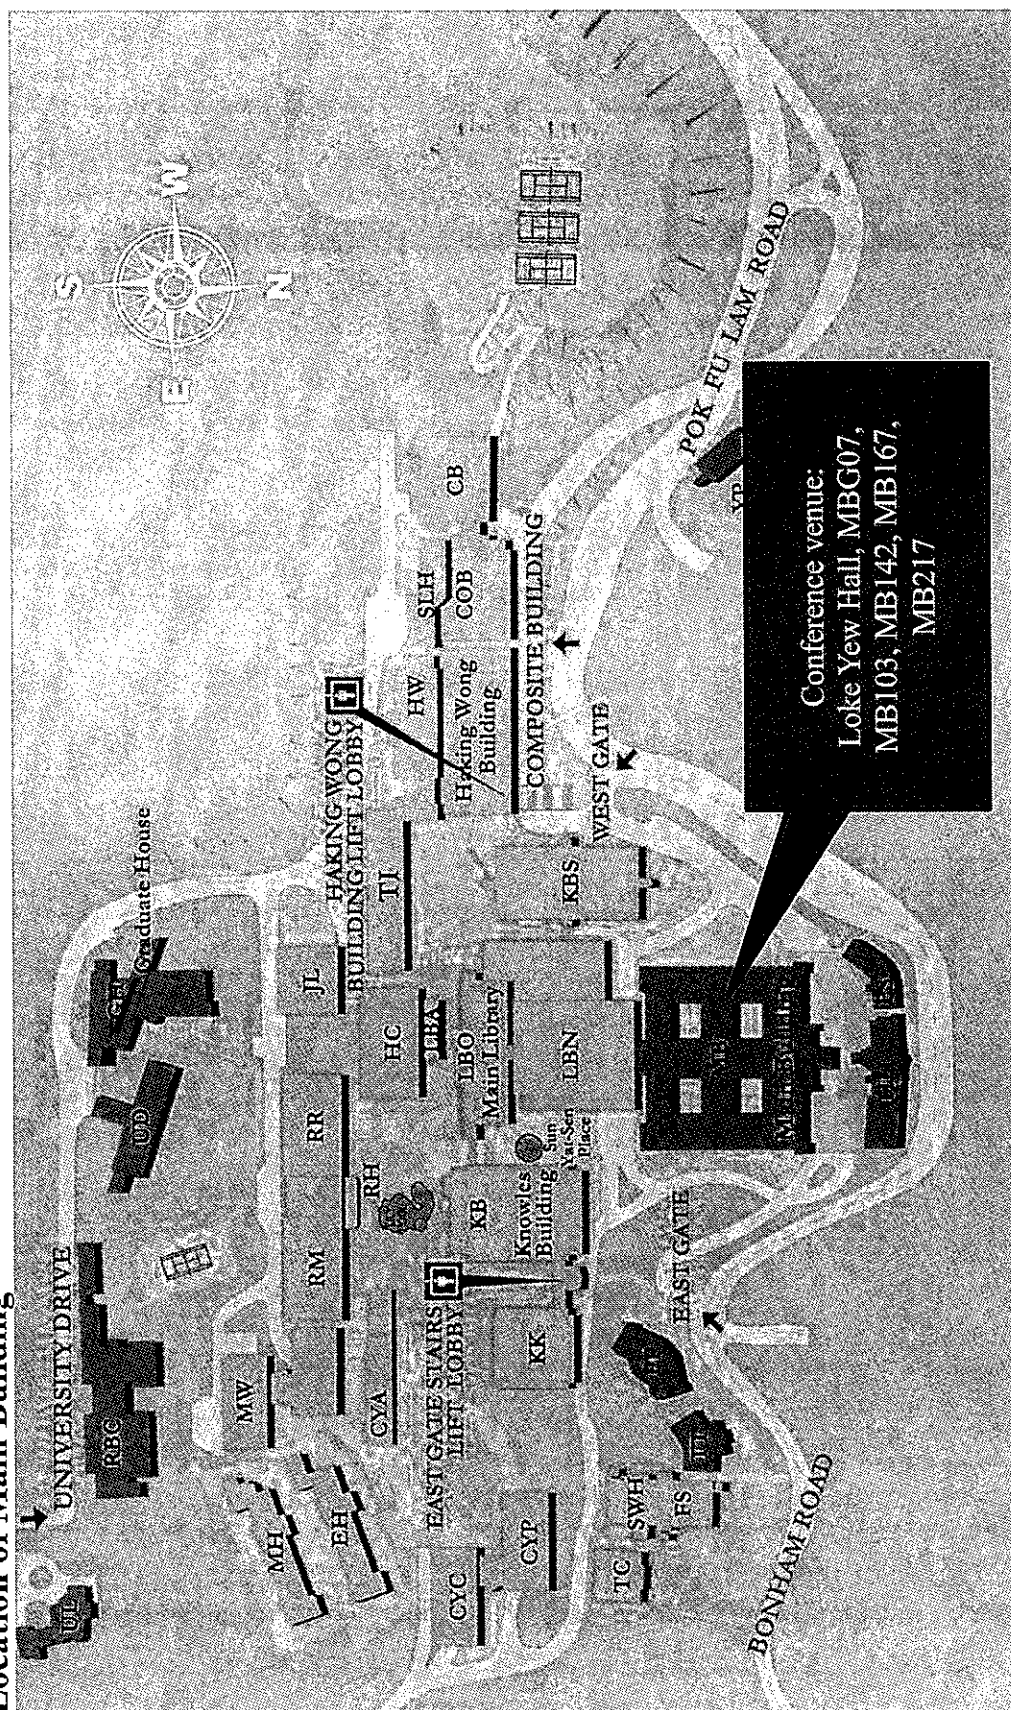 Location of Main Building
UNIVERSITY DRIVE
UL
RBC
UD
GH
Graduate House
S
E
W
N
MW
MH
EH
RM
RR
RH
JL
HAKING WONG
BUILDING LIFT LOBBY
TJ
HC
LBA
CYA
EAST GATE STAIRS
LIFT LOBBY
CYC
CYP
KK
KB
Knowles
Building
Sun
Yat-Sen
Place
LBO
Main Library
LBN
KBS
HW
Haking Wong
Building
SLH
COB
CB
COMPOSITE BUILDING
WEST GATE
TC
SWH
FS
EAST GATE
MB
Main Building
BONHAM ROAD
POK FU LAM ROAD
Conference venue:
Loke Yew Hall, MBG07,
MB103, MB142, MB167,
MB217